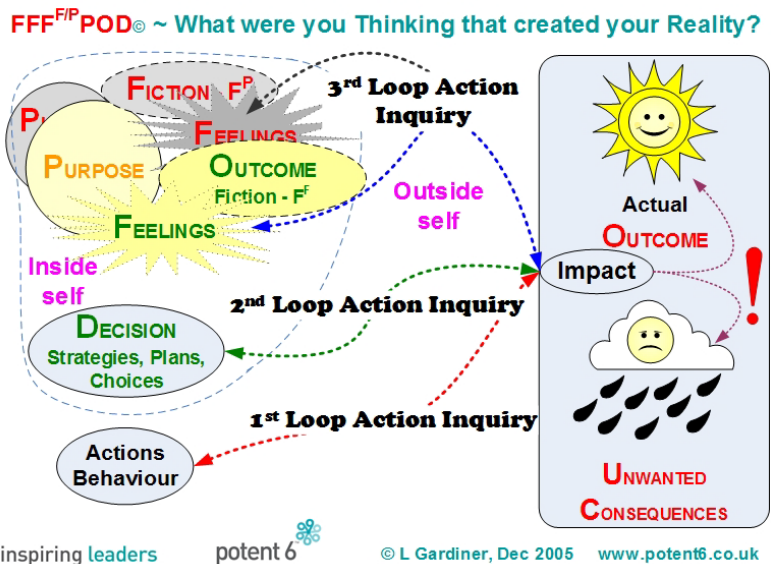 FFF^F/P POD© ~ What were you Thinking that created your Reality?
FICTION F^P
FEELINGS
PURPOSE
OUTCOME
Fiction - F^F
FEELINGS
Inside
self
3rd Loop Action
Inquiry
Outside
self
2nd Loop Action Inquiry
DECISION
Strategies, Plans,
Choices
1st Loop Action Inquiry
Actions
Behaviour
Actual
OUTCOME
Impact
!
UNWANTED
CONSEQUENCES
inspiring leaders
potent 6
© L Gardiner, Dec 2005 www.potent6.co.uk